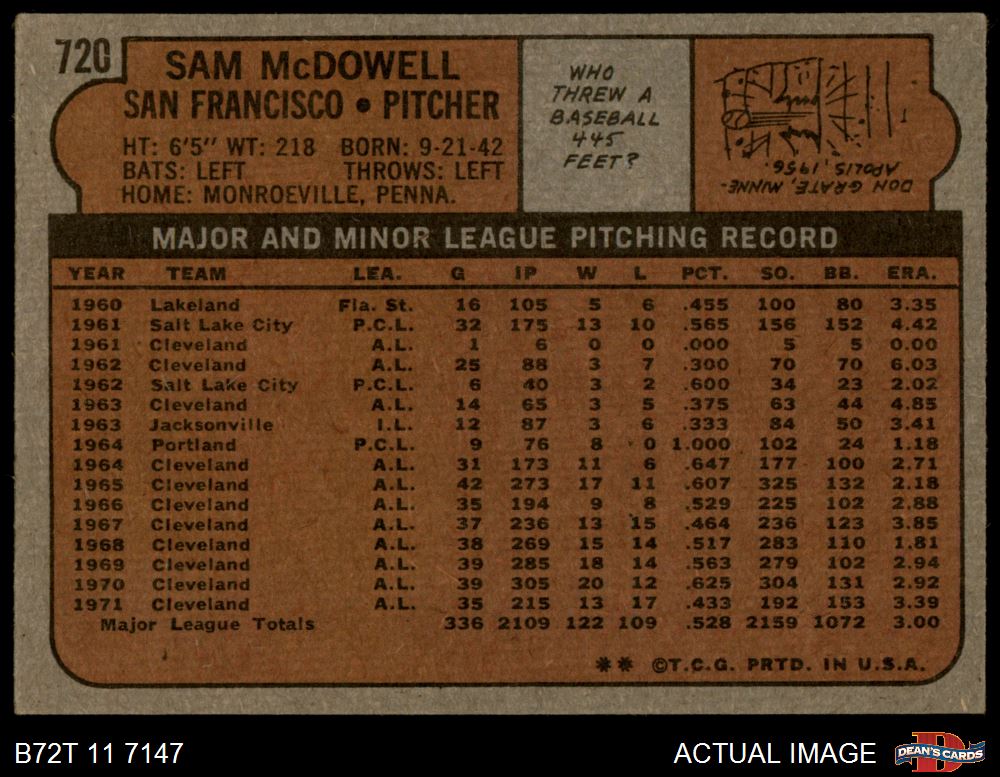 720
SAM McDOWELL
SAN FRANCISCO • PITCHER
HT: 6'5" WT: 218 BORN: 9-21-42
BATS: LEFT THROWS: LEFT
HOME: MONROEVILLE, PENNA.
WHO
THREW A
BASEBALL
445
FEET?
DON GRATE, MINNE-
APOLIS, 1956.
MAJOR AND MINOR LEAGUE PITCHING RECORD
YEAR TEAM LEA. G IP W L PCT. SO. BB. ERA.
1960 Lakeland Fla. St. 16 105 5 6 .455 100 80 3.35
1961 Salt Lake City P.C.L. 32 175 13 10 .565 156 152 4.42
1961 Cleveland A.L. 1 6 0 0 .000 5 5 0.00
1962 Cleveland A.L. 25 88 3 7 .300 70 70 6.03
1962 Salt Lake City P.C.L. 6 40 3 2 .600 34 23 2.02
1963 Cleveland A.L. 14 65 3 5 .375 63 44 4.85
1963 Jacksonville I.L. 12 87 3 6 .333 84 50 3.41
1964 Portland P.C.L. 9 76 8 0 1.000 102 24 1.18
1964 Cleveland A.L. 31 173 11 6 .647 177 100 2.71
1965 Cleveland A.L. 42 273 17 11 .607 325 132 2.18
1966 Cleveland A.L. 35 194 9 8 .529 225 102 2.88
1967 Cleveland A.L. 37 236 13 15 .464 236 123 3.85
1968 Cleveland A.L. 38 269 15 14 .517 283 110 1.81
1969 Cleveland A.L. 39 285 18 14 .563 279 102 2.94
1970 Cleveland A.L. 39 305 20 12 .625 304 131 2.92
1971 Cleveland A.L. 35 215 13 17 .433 192 153 3.39
Major League Totals 336 2109 122 109 .528 2159 1072 3.00
** ©T.C.G. PRTD. IN U.S.A.
B72T 11 7147
ACTUAL IMAGE
DEAN'S CARDS